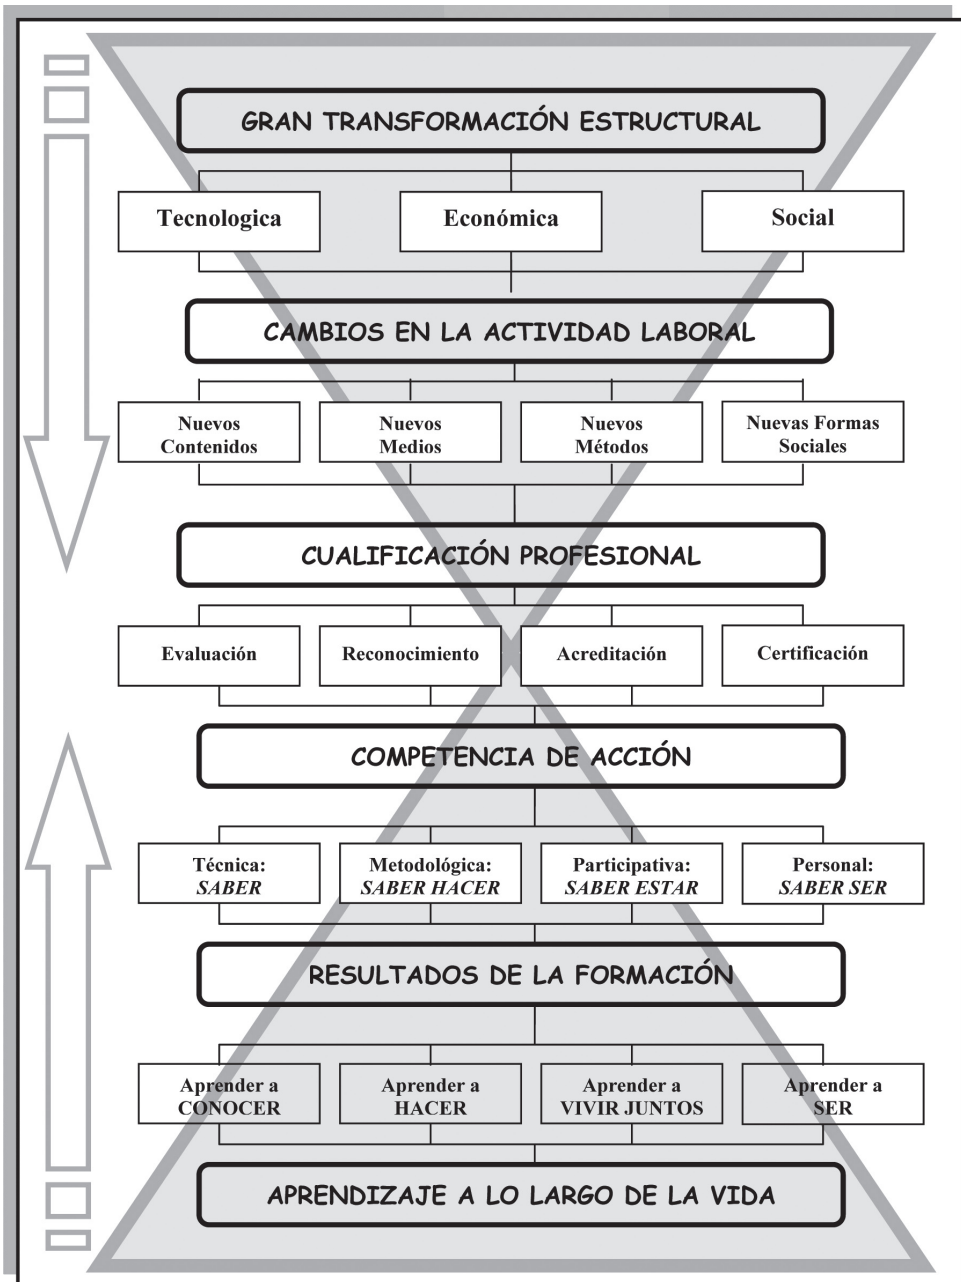 GRAN TRANSFORMACIÓN ESTRUCTURAL
Tecnologica
Económica
Social
CAMBIOS EN LA ACTIVIDAD LABORAL
Nuevos
Contenidos
Nuevos
Medios
Nuevos
Métodos
Nuevas Formas
Sociales
CUALIFICACIÓN PROFESIONAL
Evaluación
Reconocimiento
Acreditación
Certificación
COMPETENCIA DE ACCIÓN
Técnica:
SABER
Metodológica:
SABER HACER
Participativa:
SABER ESTAR
Personal:
SABER SER
RESULTADOS DE LA FORMACIÓN
Aprender a
CONOCER
Aprender a
HACER
Aprender a
VIVIR JUNTOS
Aprender a
SER
APRENDIZAJE A LO LARGO DE LA VIDA